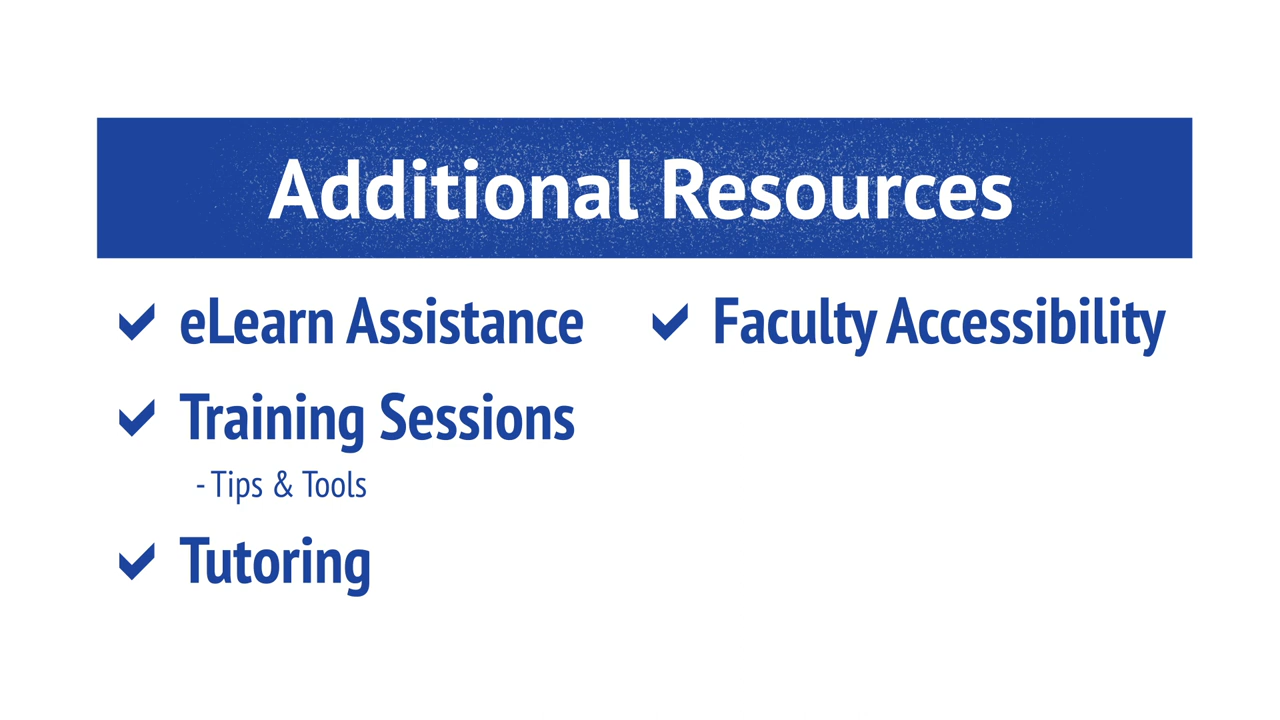 Additional Resources
eLearn Assistance
Training Sessions
- Tips & Tools
Tutoring
Faculty Accessibility